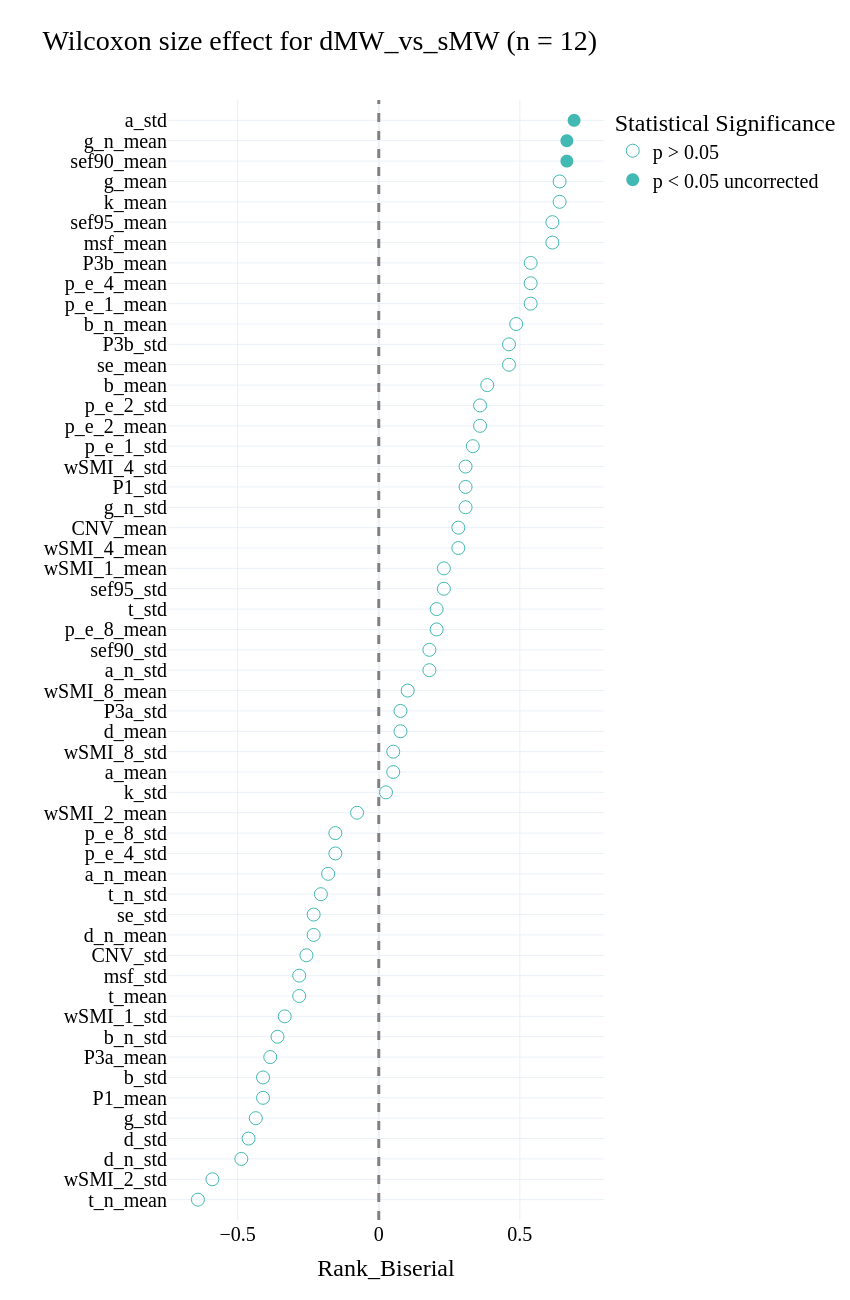 Wilcoxon size effect for dMW_vs_sMW (n = 12)
Statistical Significance
p > 0.05
p < 0.05 uncorrected
a_std
g_n_mean
sef90_mean
g_mean
k_mean
sef95_mean
msf_mean
P3b_mean
p_e_4_mean
p_e_1_mean
b_n_mean
P3b_std
se_mean
b_mean
p_e_2_std
p_e_2_mean
p_e_1_std
wSMI_4_std
P1_std
g_n_std
CNV_mean
wSMI_4_mean
wSMI_1_mean
sef95_std
t_std
p_e_8_mean
sef90_std
a_n_std
wSMI_8_mean
P3a_std
d_mean
wSMI_8_std
a_mean
k_std
wSMI_2_mean
p_e_8_std
p_e_4_std
a_n_mean
t_n_std
se_std
d_n_mean
CNV_std
msf_std
t_mean
wSMI_1_std
b_n_std
P3a_mean
b_std
P1_mean
g_std
d_std
d_n_std
wSMI_2_std
t_n_mean
−0.5 0 0.5
Rank_Biserial